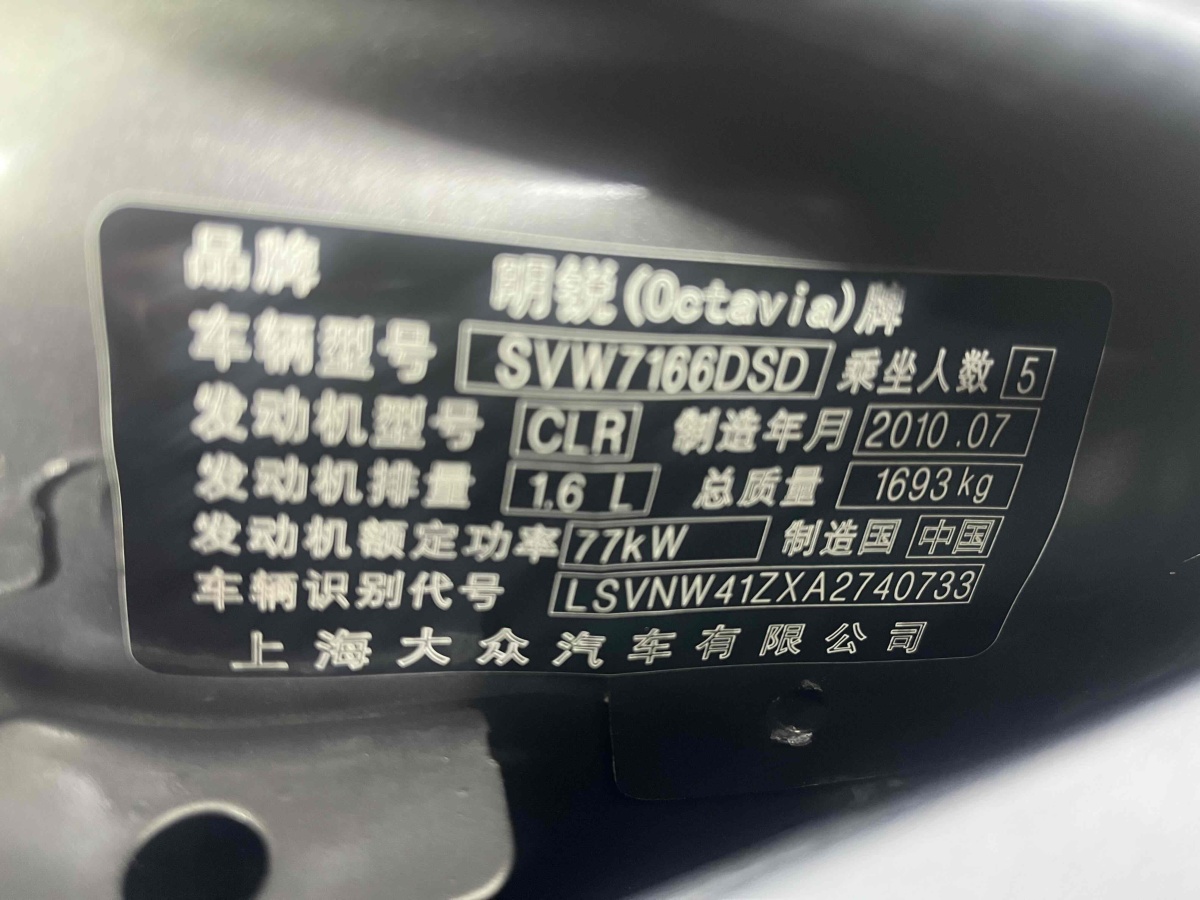 品牌 明锐(Octavia)牌
车辆型号 SVW7166DSD 乘坐人数 5
发动机型号 CLR 制造年月 2010.07
发动机排量 1.6 L 总质量 1693kg
发动机额定功率 77kW 制造国 中国
车辆识别代号 LSVNW41ZXA2740733
上海大众汽车有限公司